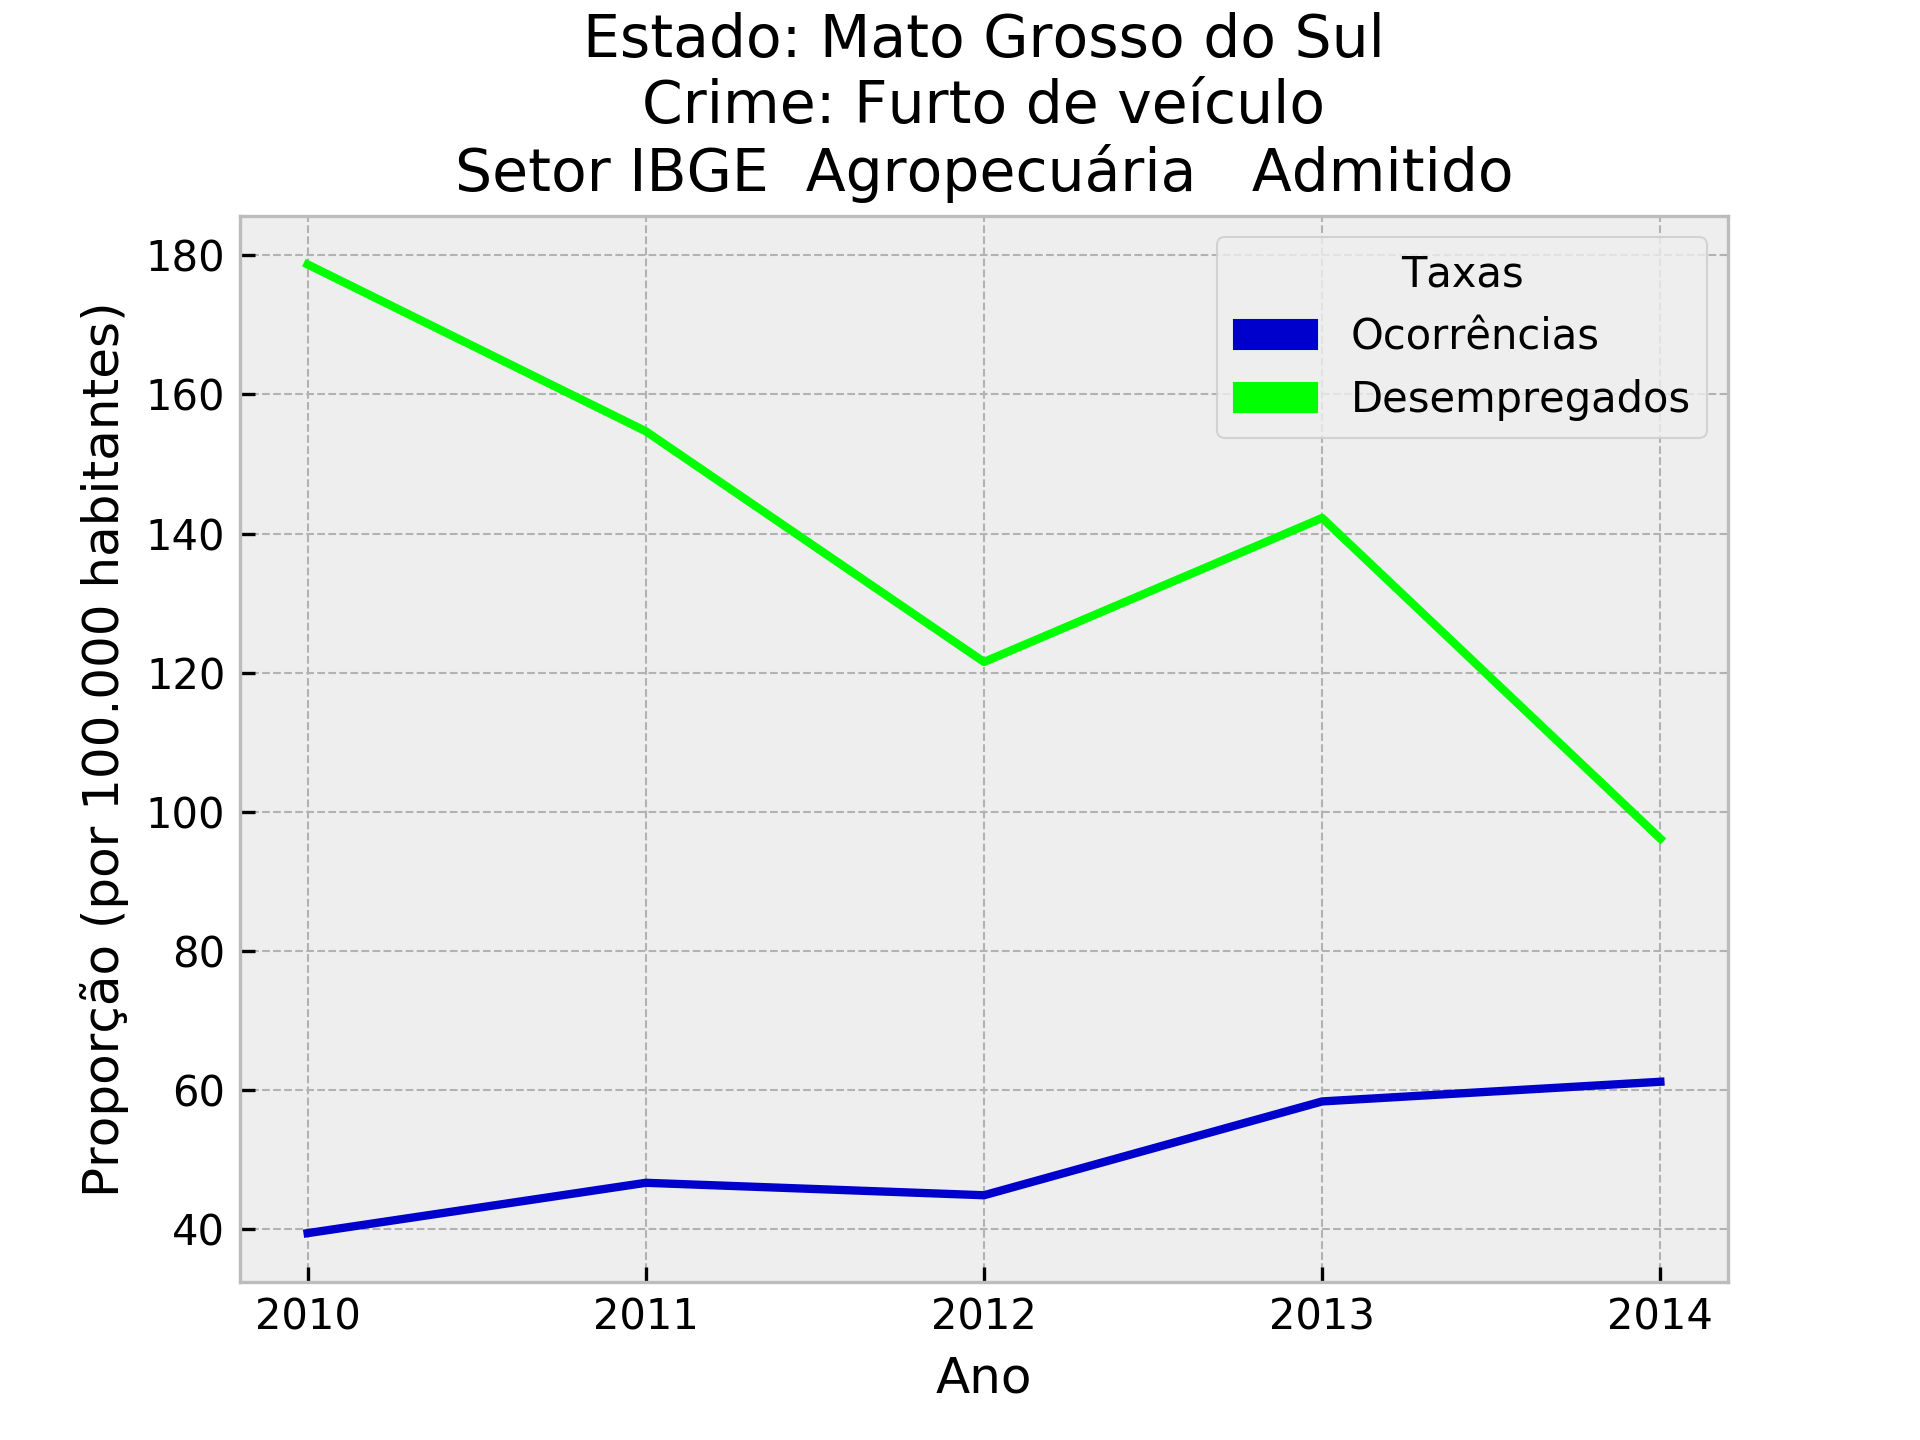 Estado: Mato Grosso do Sul
Crime: Furto de veículo
Setor IBGE  Agropecuária   Admitido
Proporção (por 100.000 habitantes)
180
160
140
120
100
80
60
40
Taxas
Ocorrências
Desempregados
2010 2011 2012 2013 2014
Ano